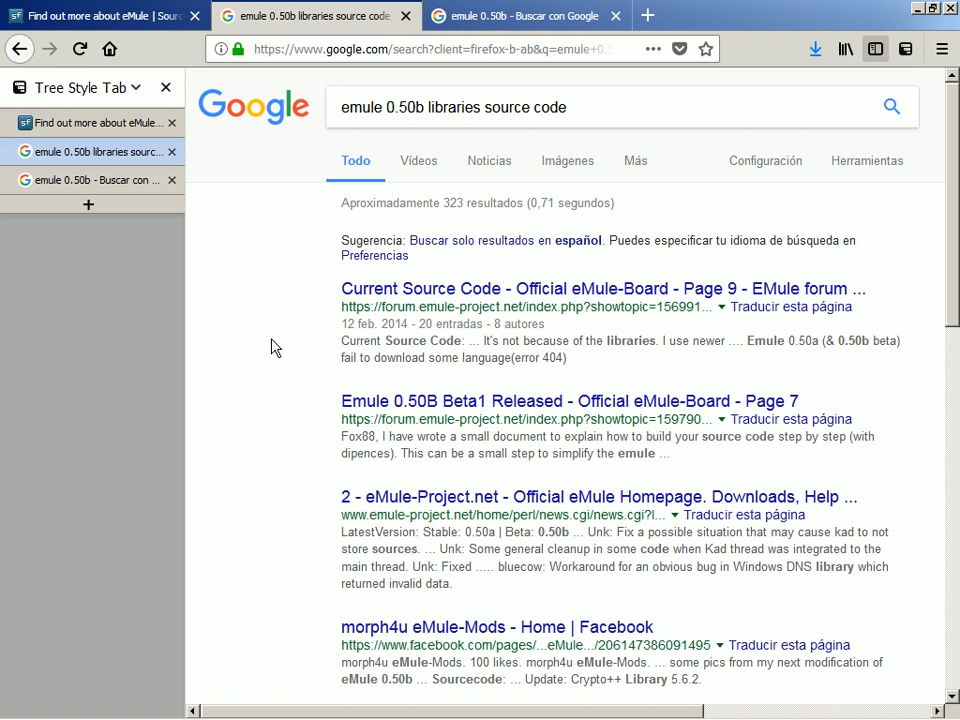 Find out more about eMule | Sourc
emule 0.50b libraries source code
emule 0.50b - Buscar con Google
https://www.google.com/search?client=firefox-b-ab&q=emule+0.5
Tree Style Tab
Find out more about eMule...
emule 0.50b libraries sourc...
emule 0.50b - Buscar con ...
Google
emule 0.50b libraries source code
Todo
Vídeos
Noticias
Imágenes
Más
Configuración
Herramientas
Aproximadamente 323 resultados (0,71 segundos)
Sugerencia: Buscar solo resultados en español. Puedes especificar tu idioma de búsqueda en
Preferencias
Current Source Code - Official eMule-Board - Page 9 - EMule forum ...
https://forum.emule-project.net/index.php?showtopic=156991... Traducir esta página
12 feb. 2014 - 20 entradas - 8 autores
Current Source Code: ... It's not because of the libraries. I use newer .... Emule 0.50a (& 0.50b beta)
fail to download some language(error 404)
Emule 0.50B Beta1 Released - Official eMule-Board - Page 7
https://forum.emule-project.net/index.php?showtopic=159790... Traducir esta página
Fox88, I have wrote a small document to explain how to build your source code step by step (with
dipences). This can be a small step to simplify the emule ...
2 - eMule-Project.net - Official eMule Homepage. Downloads, Help ...
www.emule-project.net/home/perl/news.cgi/news.cgi?l... Traducir esta página
LatestVersion: Stable: 0.50a | Beta: 0.50b ... Unk: Fix a possible situation that may cause kad to not
store sources. ... Unk: Some general cleanup in some code when Kad thread was integrated to the
main thread. Unk: Fixed ..... bluecow: Workaround for an obvious bug in Windows DNS library which
returned invalid data.
morph4u eMule-Mods - Home | Facebook
https://www.facebook.com/pages/...eMule.../206147386091495 Traducir esta página
morph4u eMule-Mods. 100 likes. morph4u eMule-Mods. ... some pics from my next modification of
eMule 0.50b ... Sourcecode: ... Update: Crypto++ Library 5.6.2.